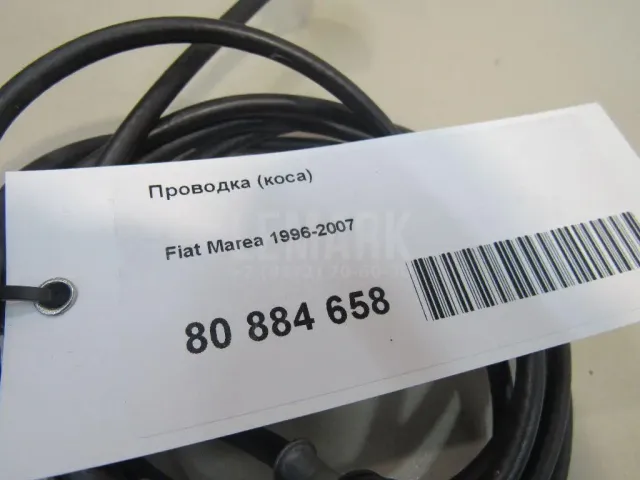 Проводка (коса)
Fiat Marea 1996-2007
80 884 658